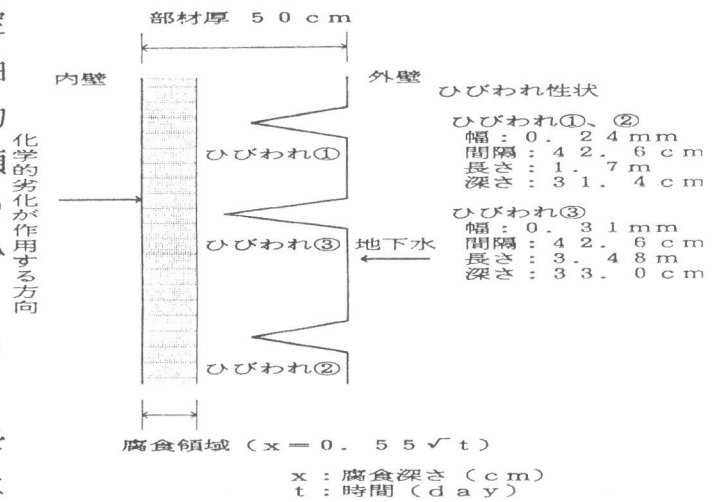 部材厚 50cm
内壁
外壁
化学的劣化が作用する方向
ひびわれ①
ひびわれ③
地下水
ひびわれ②
ひびわれ性状
ひびわれ①、②
幅：0．24mm
間隔：42．6cm
長さ：1．7m
深さ：31．4cm
ひびわれ③
幅：0．31mm
間隔：42．6cm
長さ：3．48m
深さ：33．0cm
腐食領域（x＝0．55√t）
x：腐食深さ（cm）
t：時間（day）